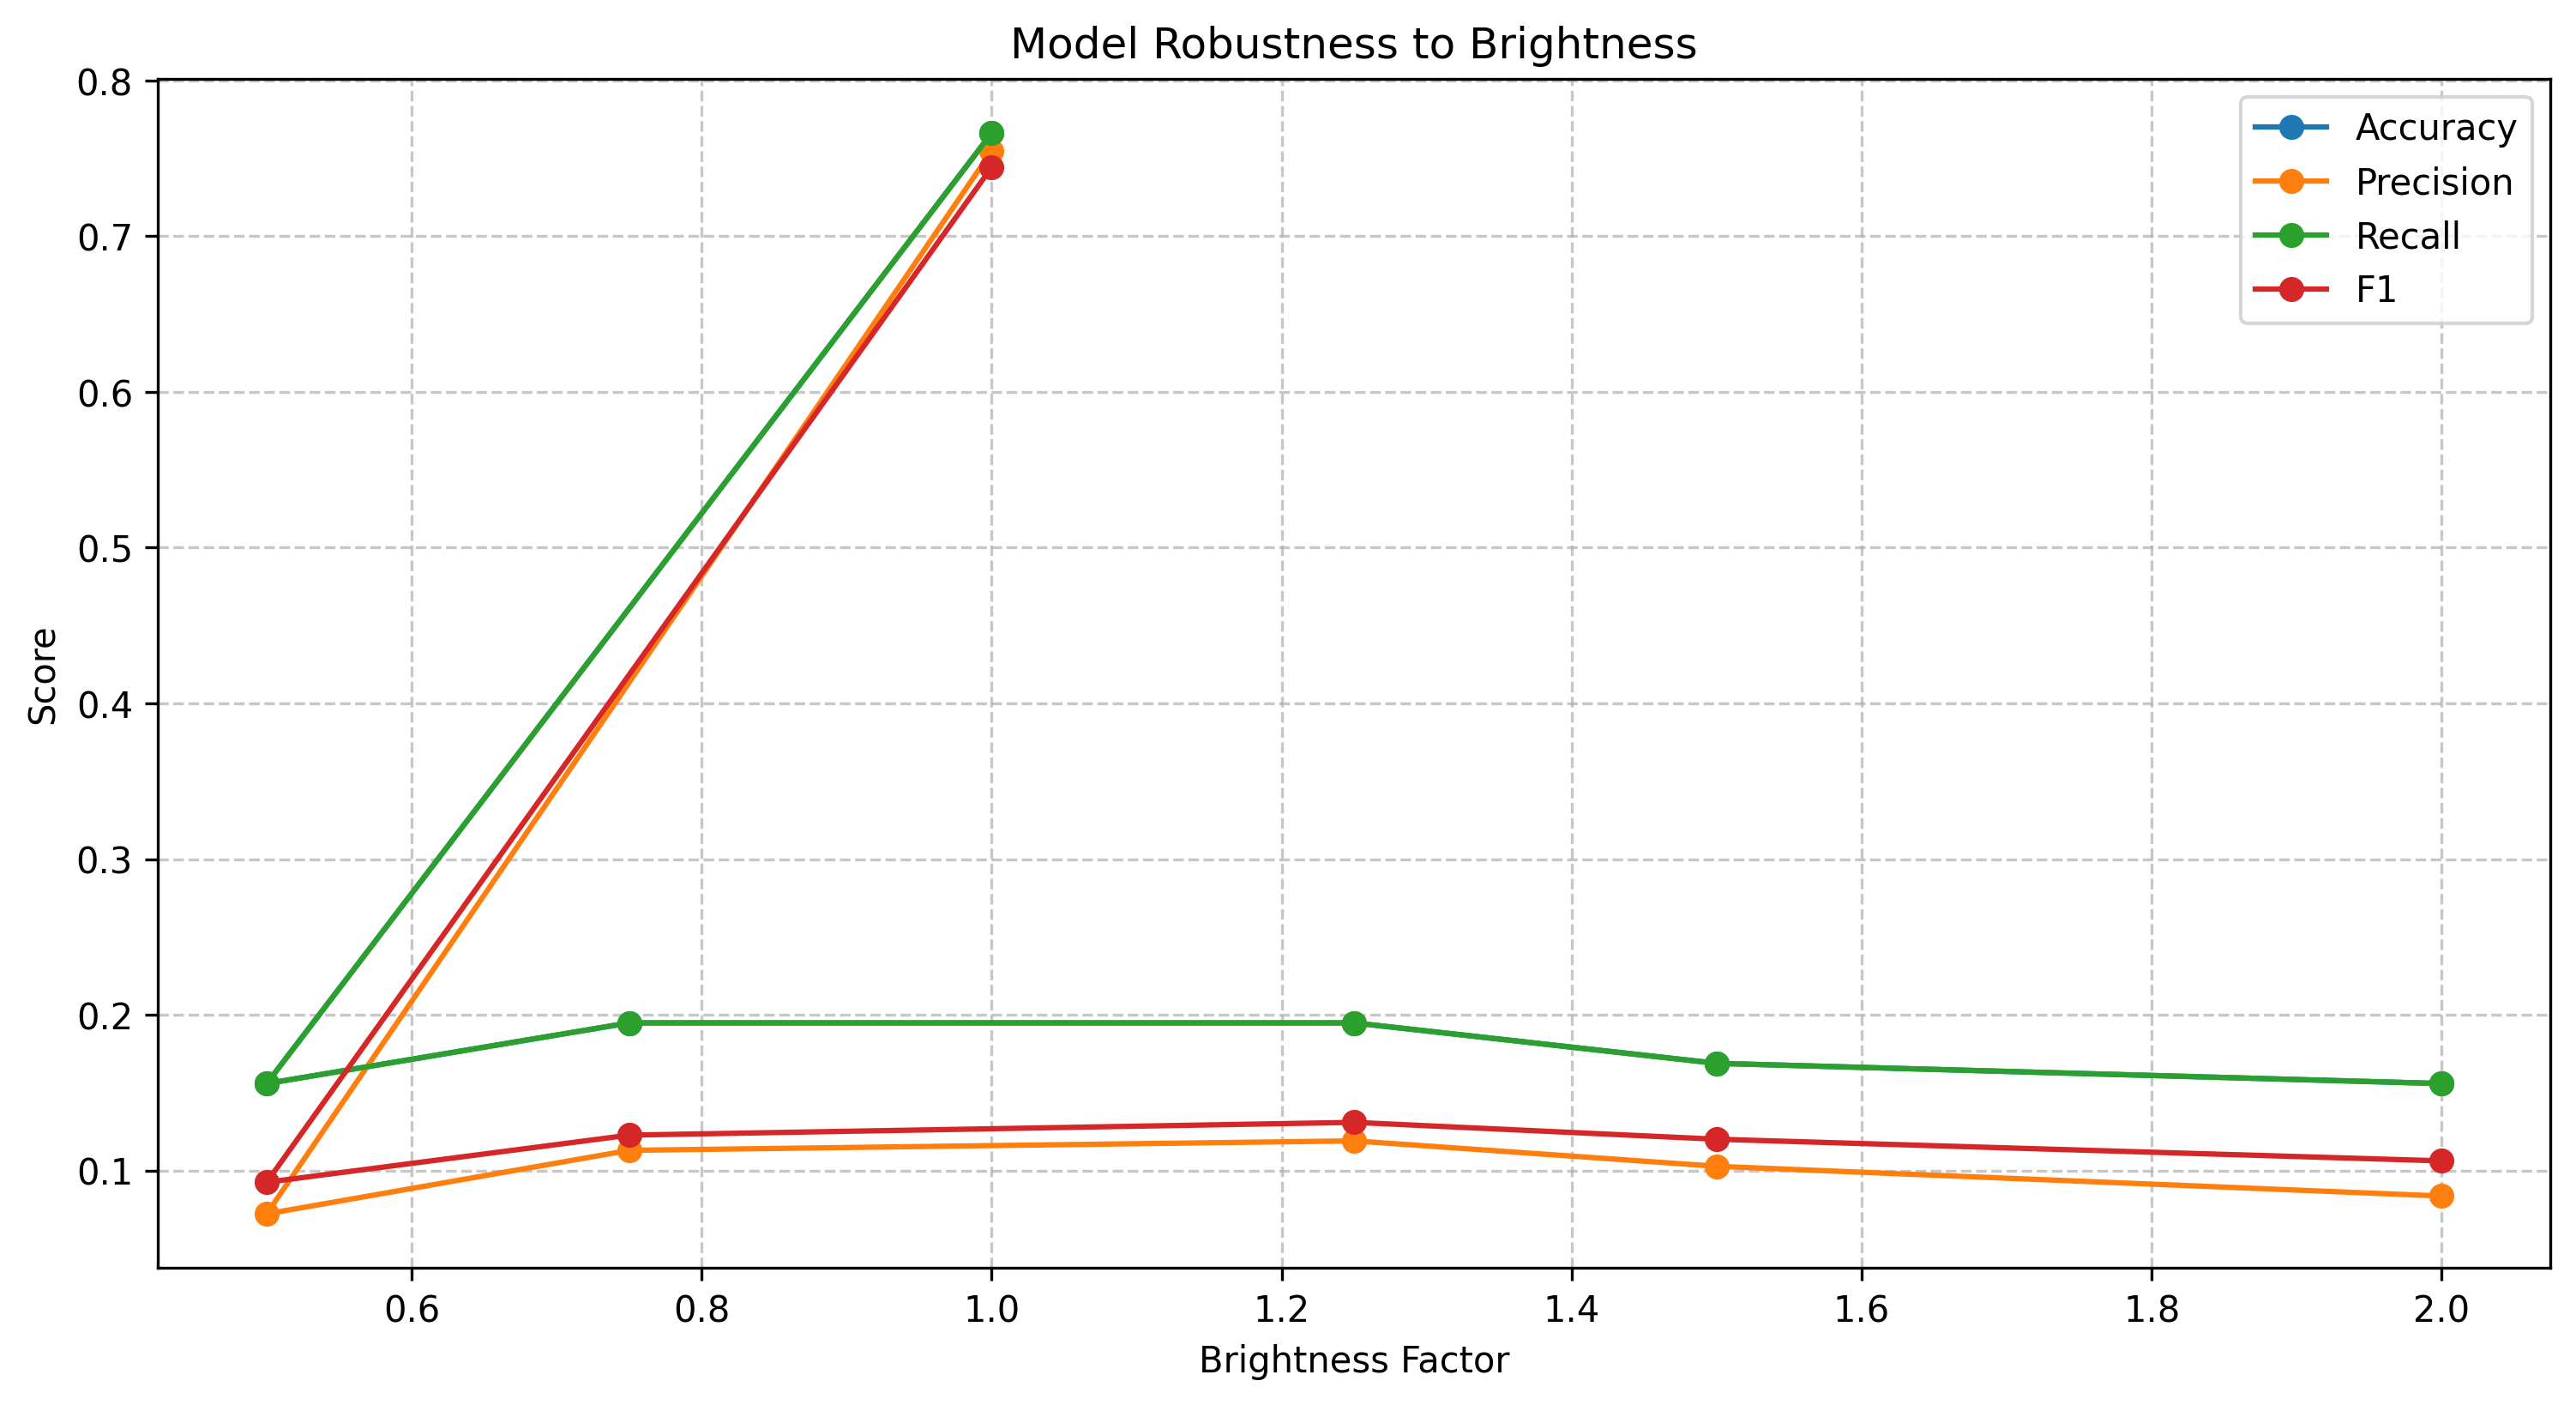 Model Robustness to Brightness
0.8
0.7
0.6
0.5
0.4
0.3
0.2
0.1
Score
Accuracy
Precision
Recall
F1
0.6 0.8 1.0 1.2 1.4 1.6 1.8 2.0
Brightness Factor